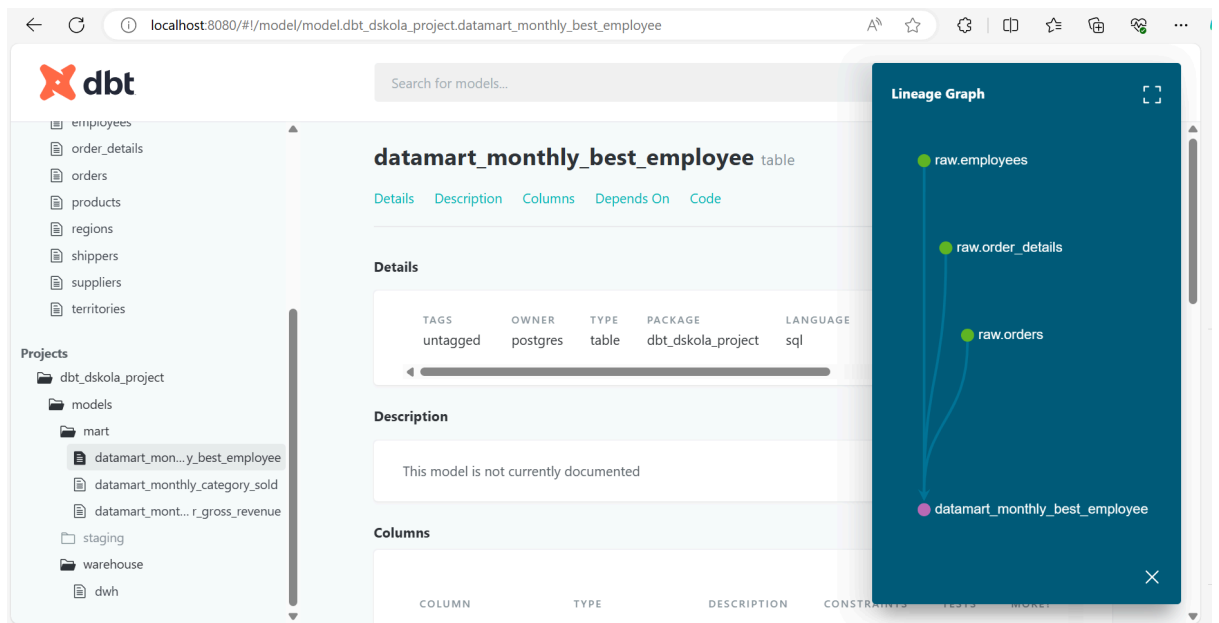 localhost:8080/#!/model/model.dbt_dskola_project.datamart_monthly_best_employee
dbt
Search for models...
employees
order_details
orders
products
regions
shippers
suppliers
territories
Projects
dbt_dskola_project
models
mart
datamart_mon...y_best_employee
datamart_monthly_category_sold
datamart_mont... r_gross_revenue
staging
warehouse
dwh
datamart_monthly_best_employee table
Details Description Columns Depends On Code
Details
TAGS OWNER TYPE PACKAGE LANGUAGE
untagged postgres table dbt_dskola_project sql
Description
This model is not currently documented
Columns
COLUMN TYPE DESCRIPTION CONSTRAINTS TESTS MORE?
Lineage Graph
raw.employees
raw.order_details
raw.orders
datamart_monthly_best_employee